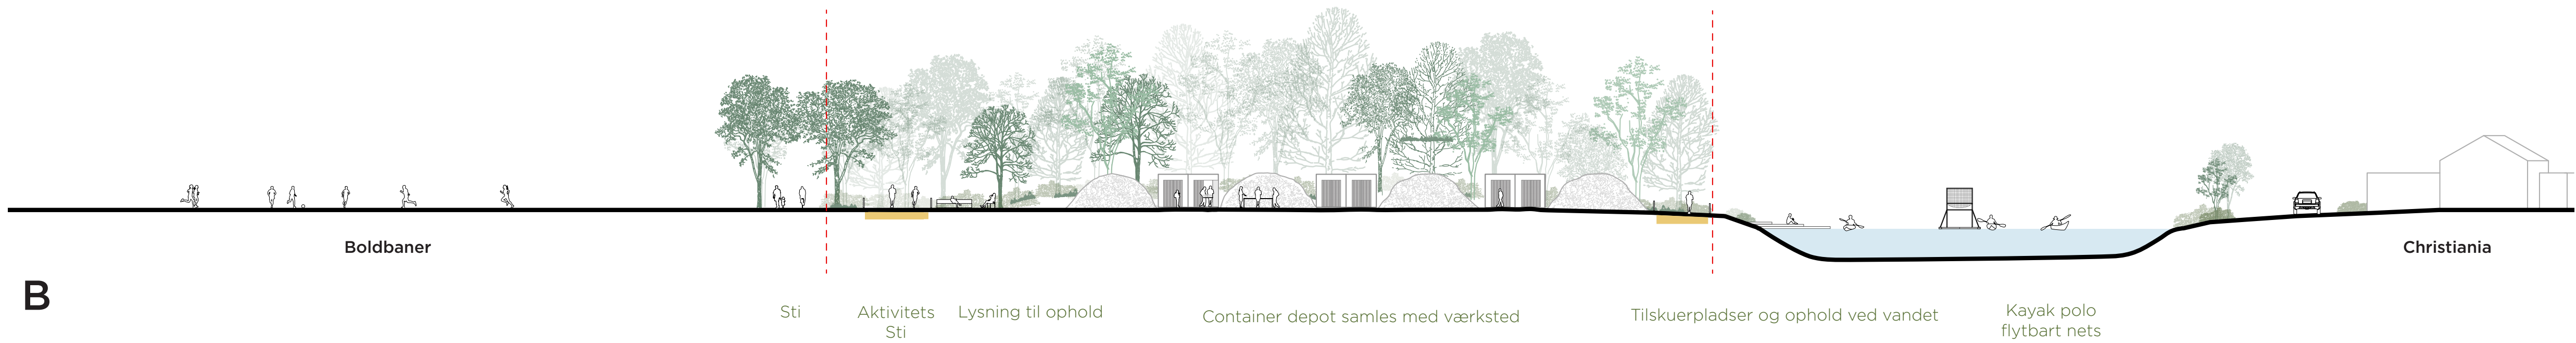 Boldbaner
Christiania
B
Sti
Aktivitets
Sti
Lysning til ophold
Container depot samles med værksted
Tilskuerpladser og ophold ved vandet
Kayak polo
flytbart nets